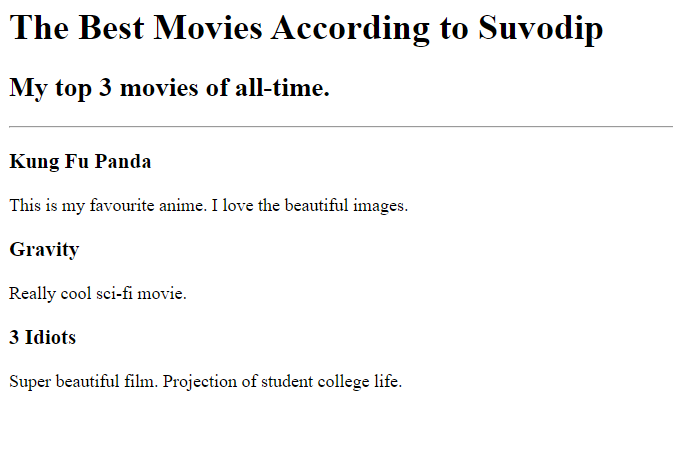 The Best Movies According to Suvodip
My top 3 movies of all-time.
Kung Fu Panda
This is my favourite anime. I love the beautiful images.
Gravity
Really cool sci-fi movie.
3 Idiots
Super beautiful film. Projection of student college life.